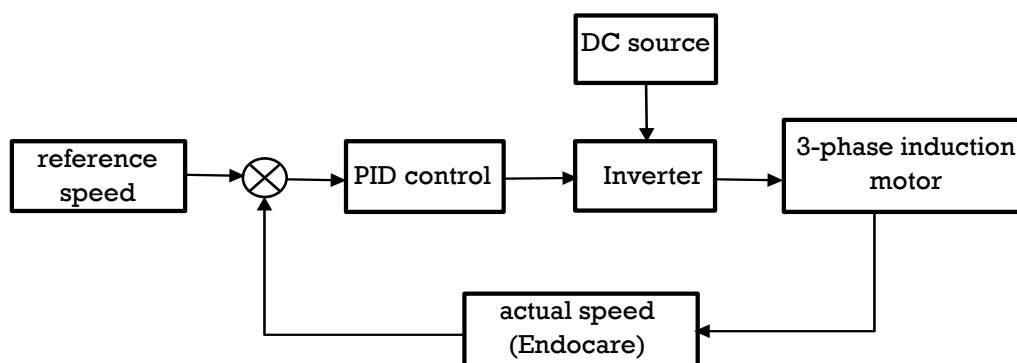 DC source
reference
speed
PID control
Inverter
3-phase induction
motor
actual speed
(Endocare)